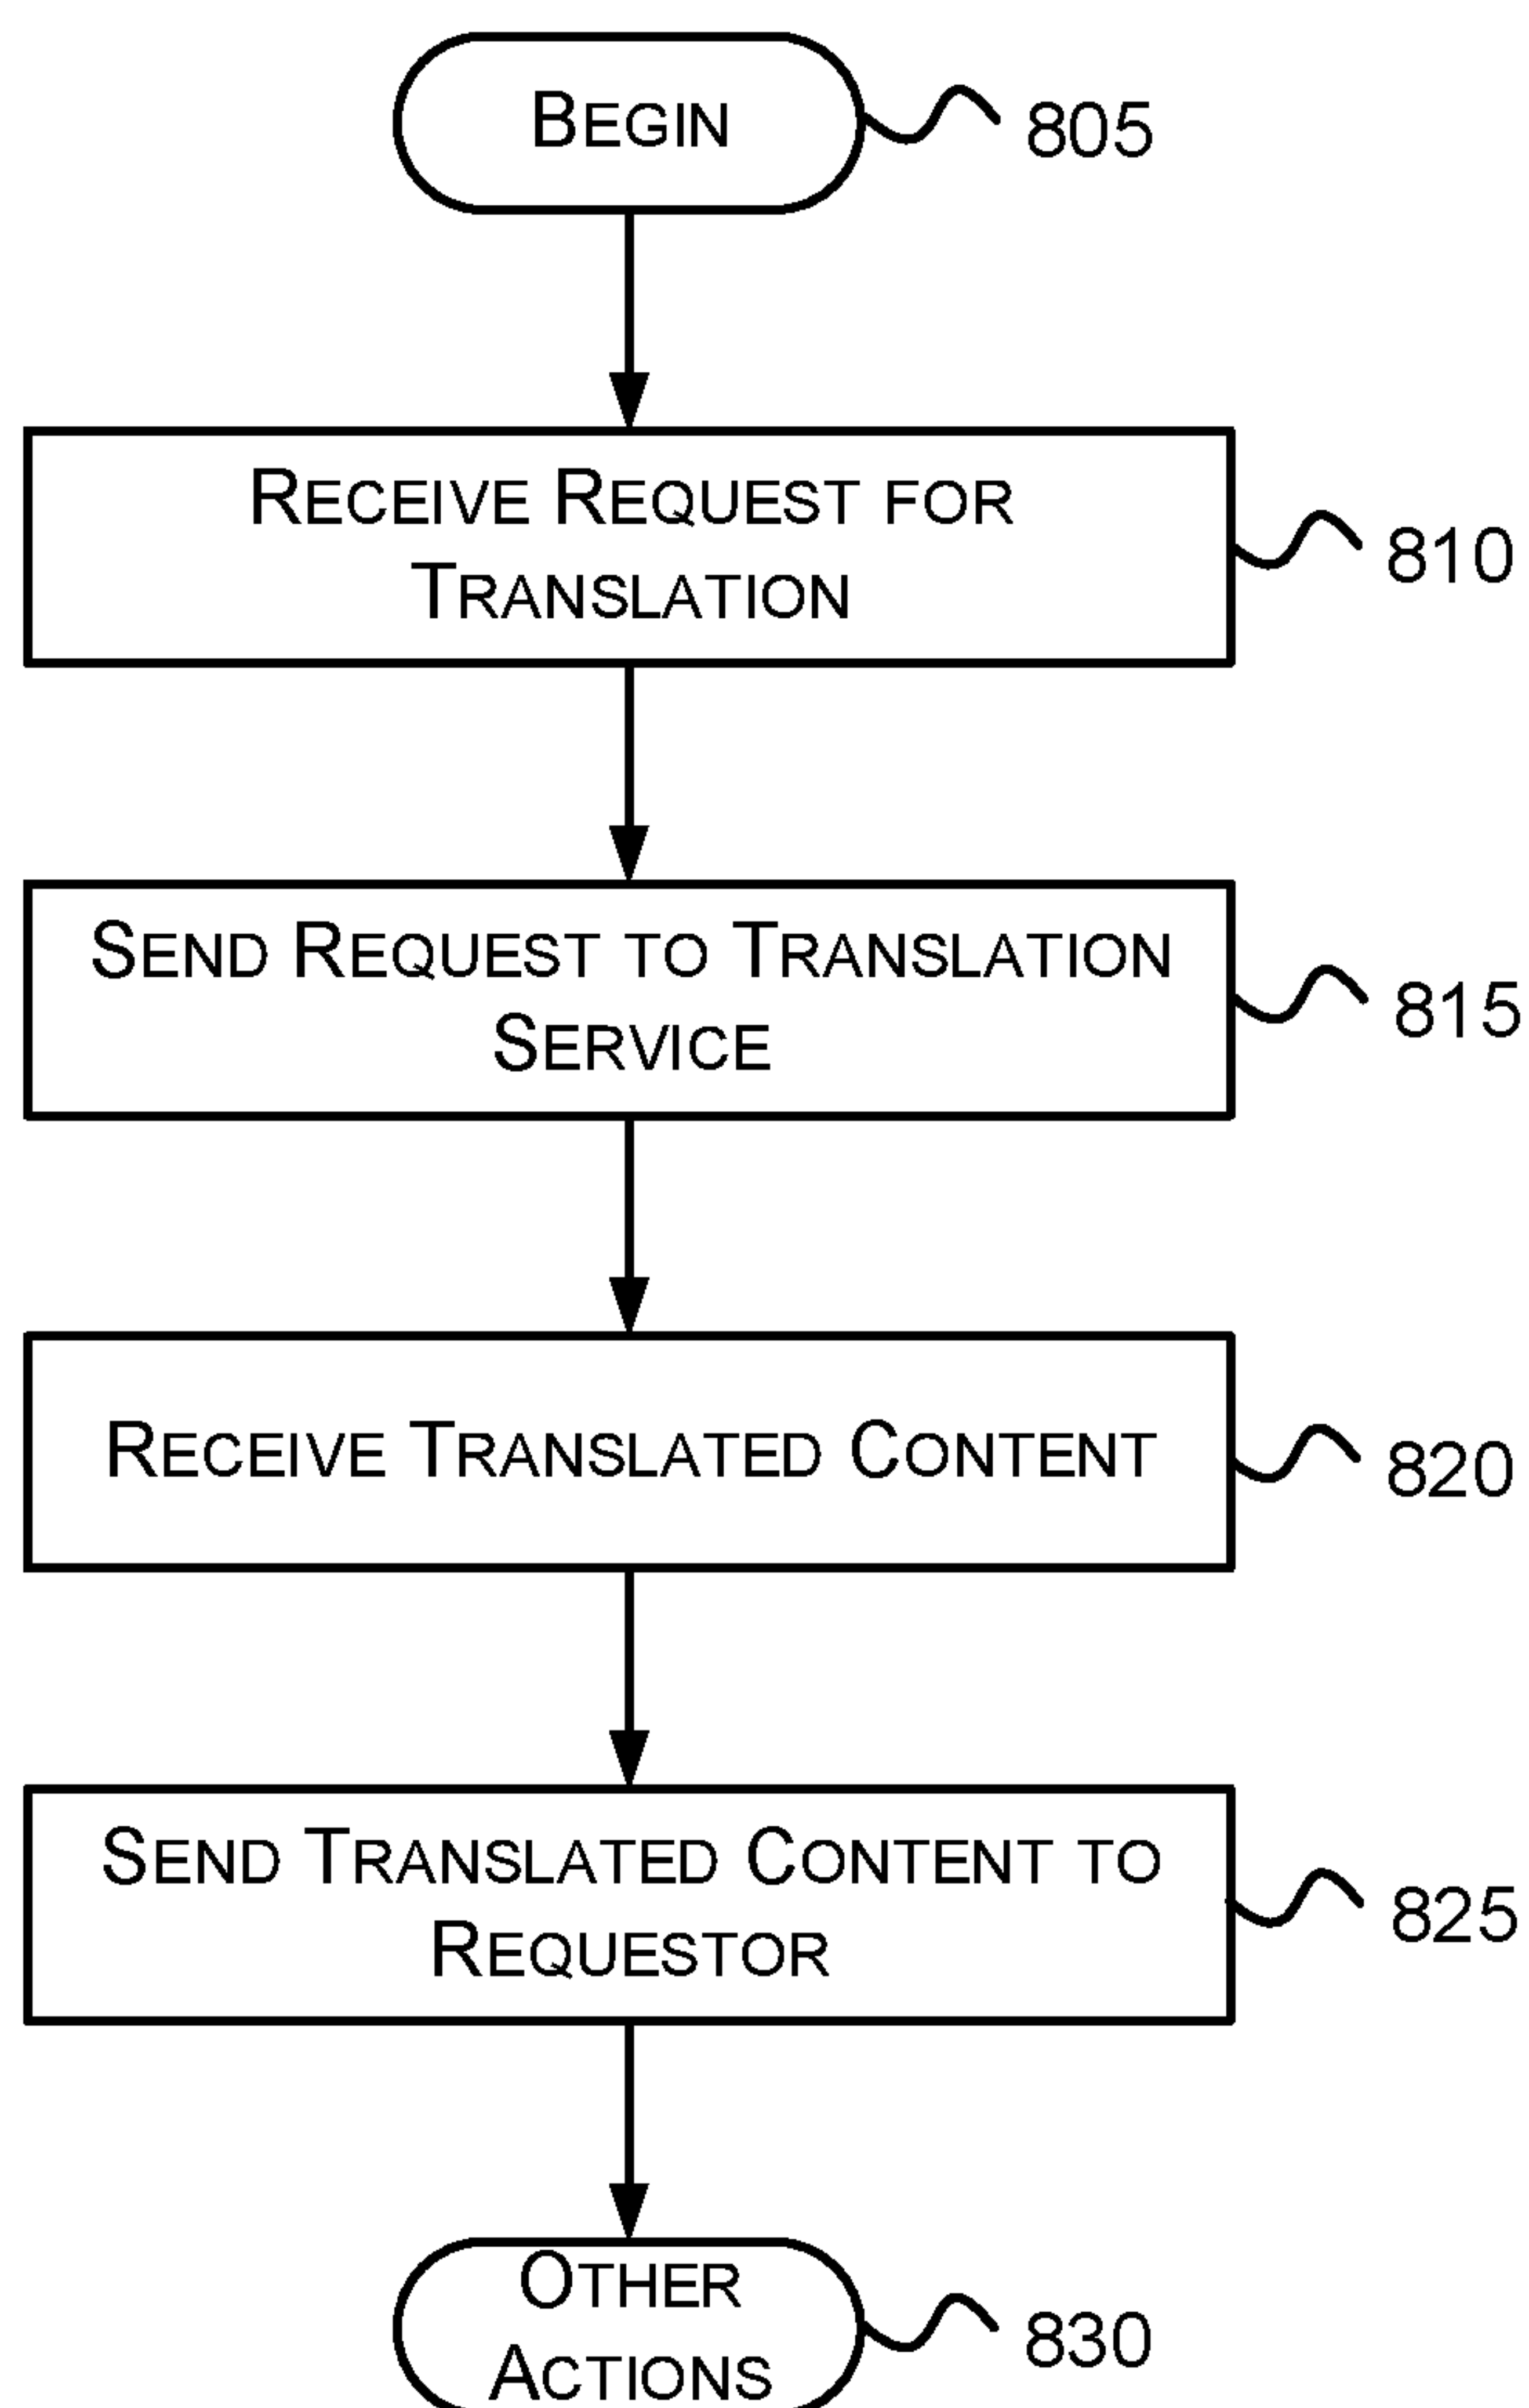 BEGIN
805
RECEIVE REQUEST FOR
TRANSLATION
810
SEND REQUEST TO TRANSLATION
SERVICE
815
RECEIVE TRANSLATED CONTENT
820
SEND TRANSLATED CONTENT TO
REQUESTOR
825
OTHER
ACTIONS
830